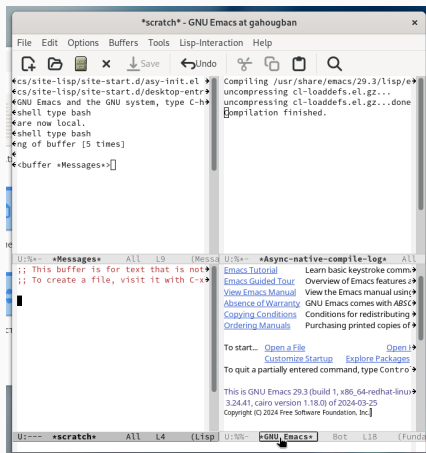 *scratch* - GNU Emacs at gahougban
×
File Edit Options Buffers Tools Lisp-Interaction Help
Save Undo
cs/site-lisp/site-start.d/asy-init.el
cs/site-lisp/site-start.d/desktop-entr
GNU Emacs and the GNU system, type C-h
shell type bash
are now local.
shell type bash
ng of buffer [5 times]
<buffer *Messages*>
U:%*- *Messages* All L9 (Messa
Compiling /usr/share/emacs/29.3/lisp/e
uncompressing cl-loaddefs.el.gz...
uncompressing cl-loaddefs.el.gz...done
Compilation finished.
U:%*- *Async-native-compile-log* All
;; This buffer is for text that is not
;; To create a file, visit it with C-x
U:--- *scratch* All L4 (Lisp
Emacs Tutorial Learn basic keystroke comm
Emacs Guided Tour Overview of Emacs features
View Emacs Manual View the Emacs manual using
Absence of Warranty GNU Emacs comes with ABSC
Copying Conditions Conditions for redistributing
Ordering Manuals Purchasing printed copies of
To start... Open a File Open
Customize Startup Explore Packages
To quit a partially entered command, type Contro
This is GNU Emacs 29.3 (build 1, x86_64-redhat-linu
3.24.41, cairo version 1.18.0) of 2024-03-25
Copyright (C) 2024 Free Software Foundation, Inc.
U:%%- *GNU Emacs* Bot L18 (Funda